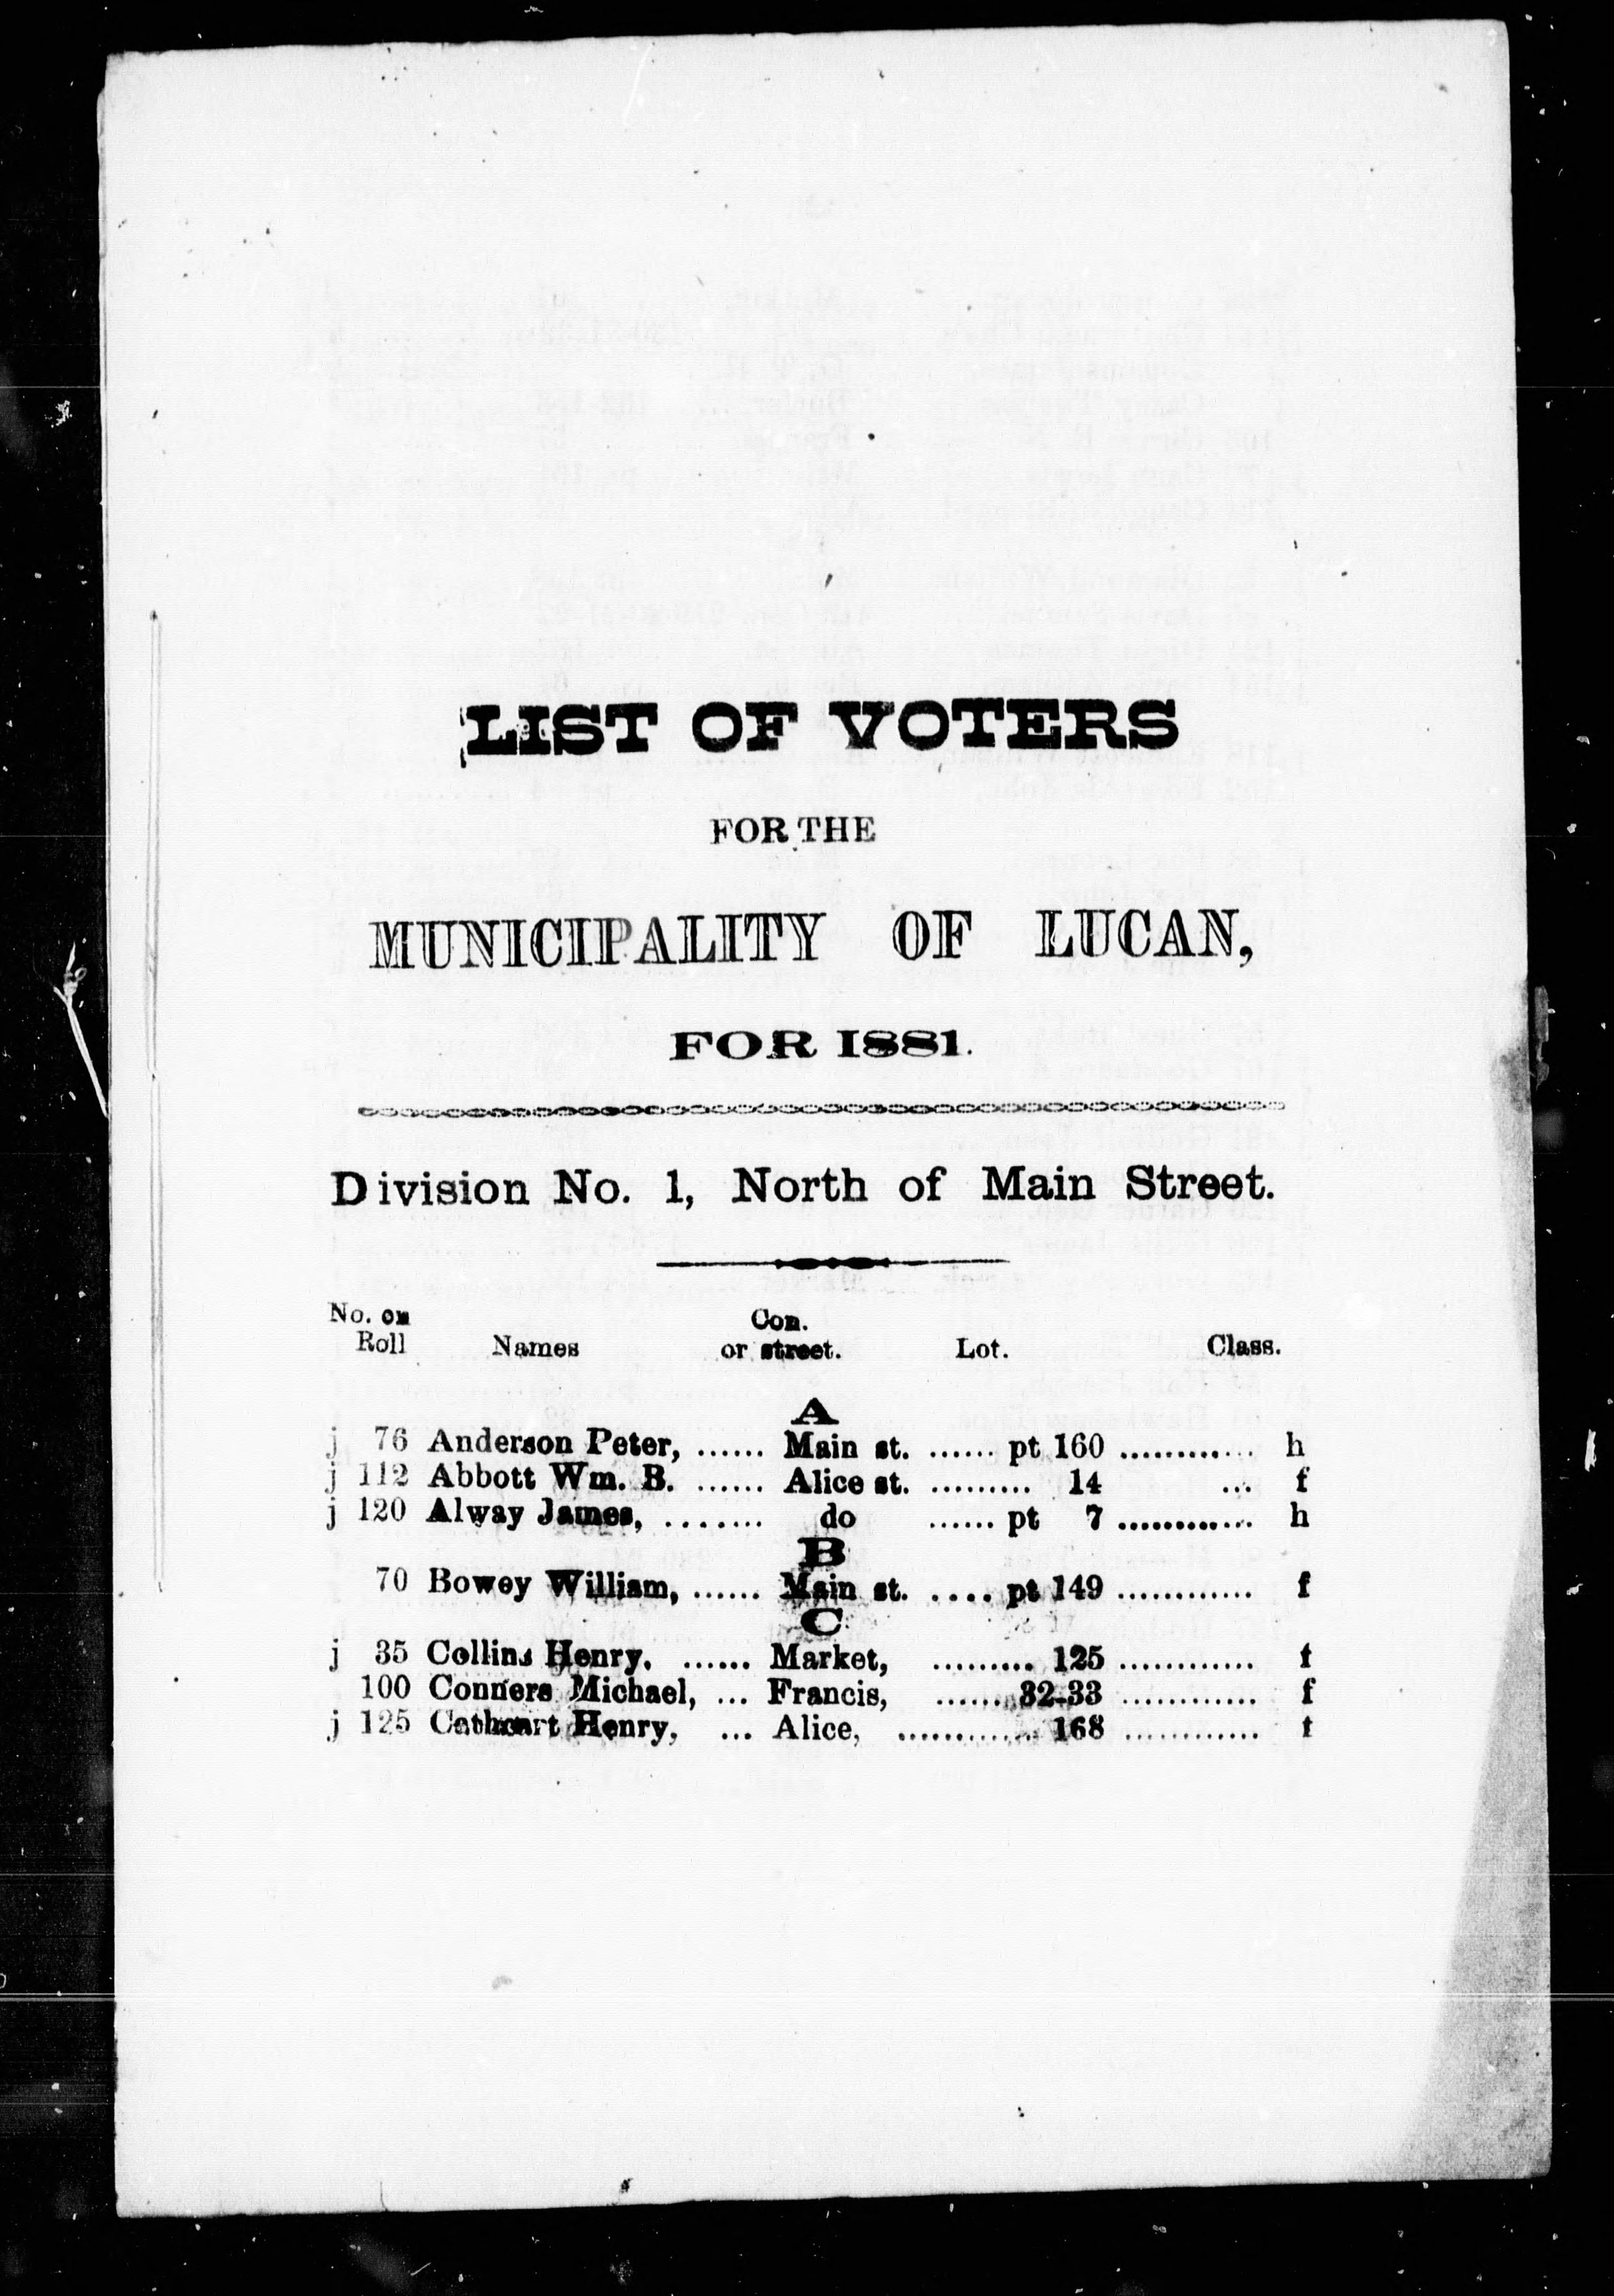 LIST OF VOTERS
FOR THE
MUNICIPALITY OF LUCAN,
FOR 1881.
Division No. 1, North of Main Street.
No. on Roll Names Con. or street. Lot. Class.
A
j 76 Anderson Peter, ...... Main st. ...... pt 160 ............ h
j 112 Abbott Wm. B. ...... Alice st. ......... 14 ... f
j 120 Alway James, ........ do ...... pt 7 ............ h
B
70 Bowey William, ...... Main st. .... pt 149 ............ f
C
j 35 Collins Henry. ...... Market, ......... 125 ............ t
100 Conners Michael, ... Francis, ...... 32-33 ............ f
j 125 Cathcart Henry, ... Alice, ............ 168 ............ t